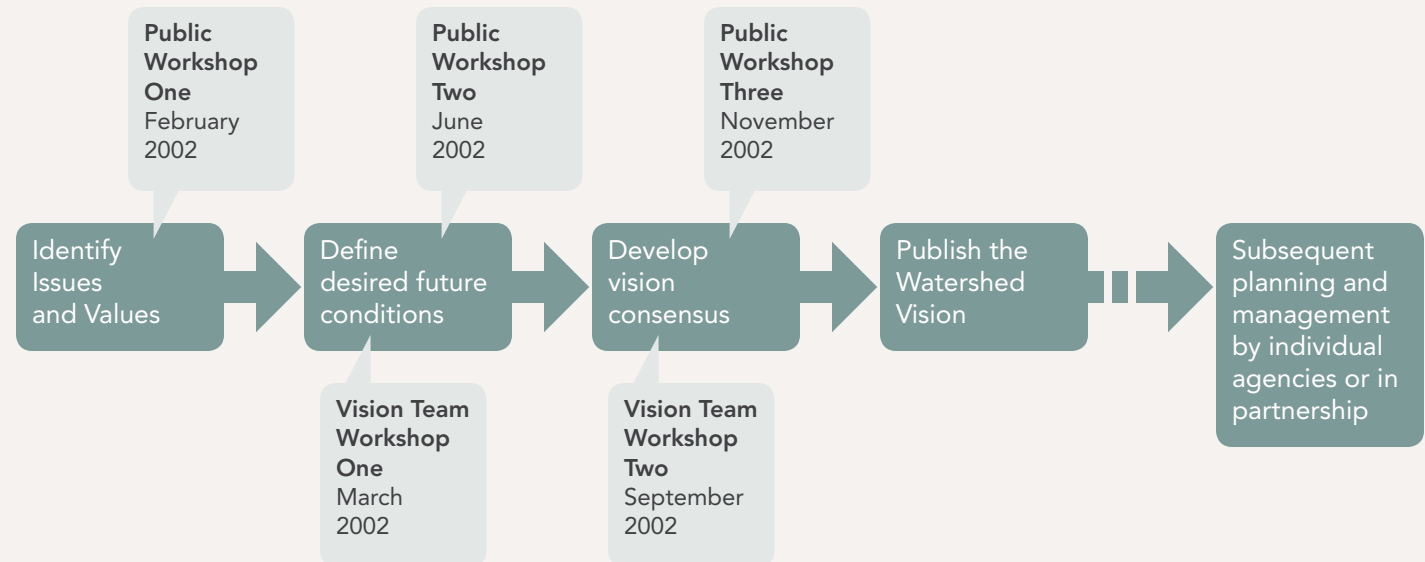 Public
Workshop
One
February
2002
Public
Workshop
Two
June
2002
Public
Workshop
Three
November
2002
Identify
Issues
and Values
Define
desired future
conditions
Develop
vision
consensus
Publish the
Watershed
Vision
Subsequent
planning and
management
by individual
agencies or in
partnership
Vision Team
Workshop
One
March
2002
Vision Team
Workshop
Two
September
2002